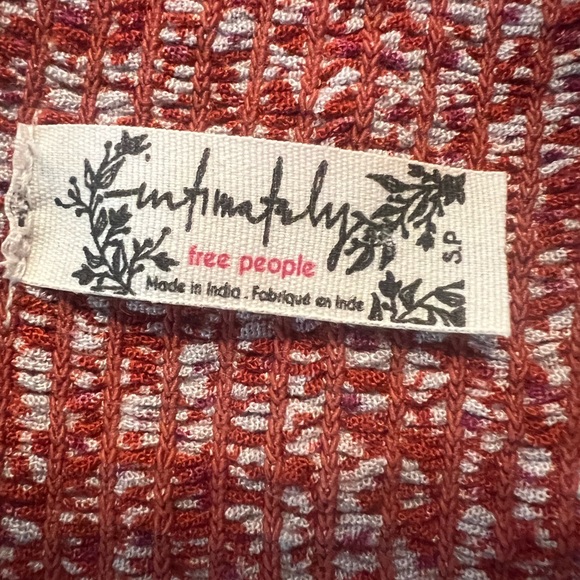 intimately
free people
Made in India . Fabriqué en Inde
S.P